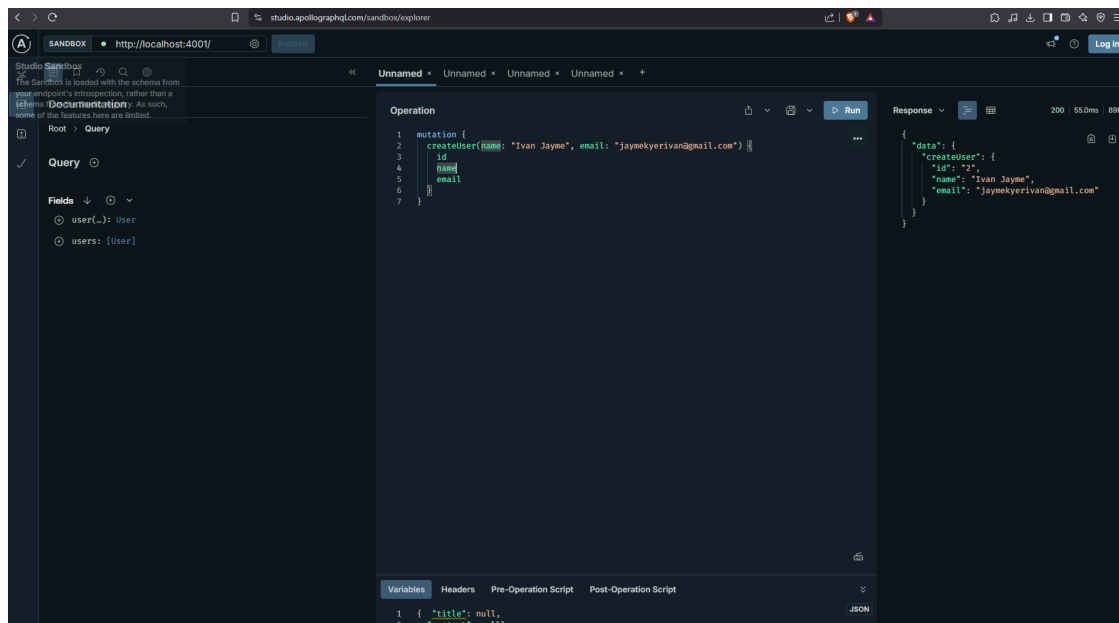 studio.apollographql.com/sandbox/explorer
SANDBOX
http://localhost:4001/
Publish
Log in
Studio Sandbox
The Sandbox is loaded with the schema from
your endpoint's introspection, rather than a
some of the features here are limited.
Documentation
Root > Query
Query
Fields
user(…): User
users: [User]
Unnamed × Unnamed × Unnamed × Unnamed × +
Operation
Run
1 mutation {
2 createUser(name: "Ivan Jayme", email: "jaymekyerivan@gmail.com") {
3 id
4 name
5 email
6 }
7 }
Variables Headers Pre-Operation Script Post-Operation Script
JSON
1 { "title": null,
Response
200 55.0ms
{
"data": {
"createUser": {
"id": "2",
"name": "Ivan Jayme",
"email": "jaymekyerivan@gmail.com"
}
}
}